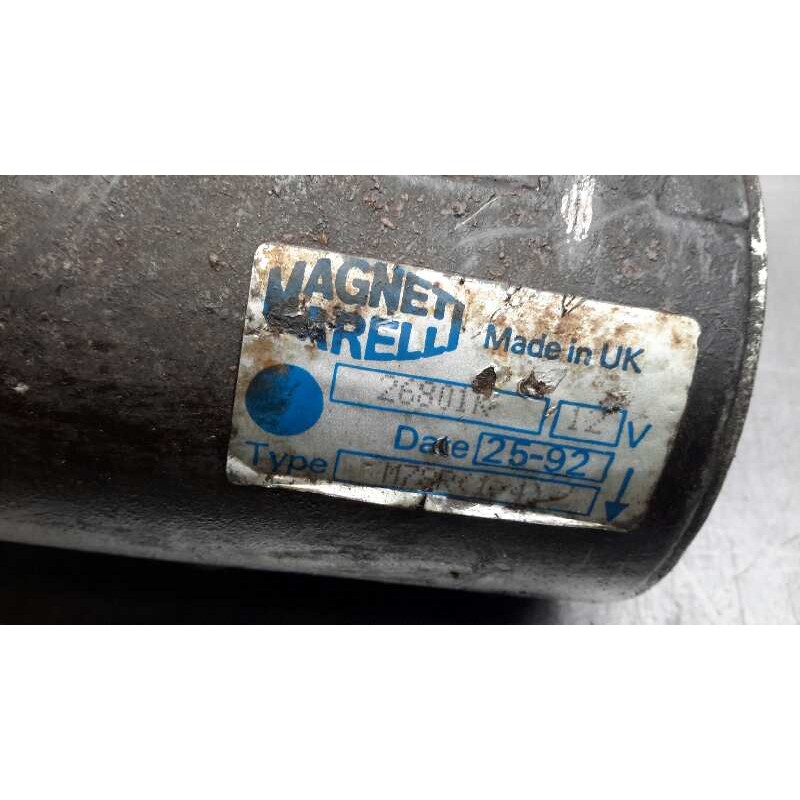 MAGNETI
MARELLI
Made in UK
12 V
Date 25-92
Type